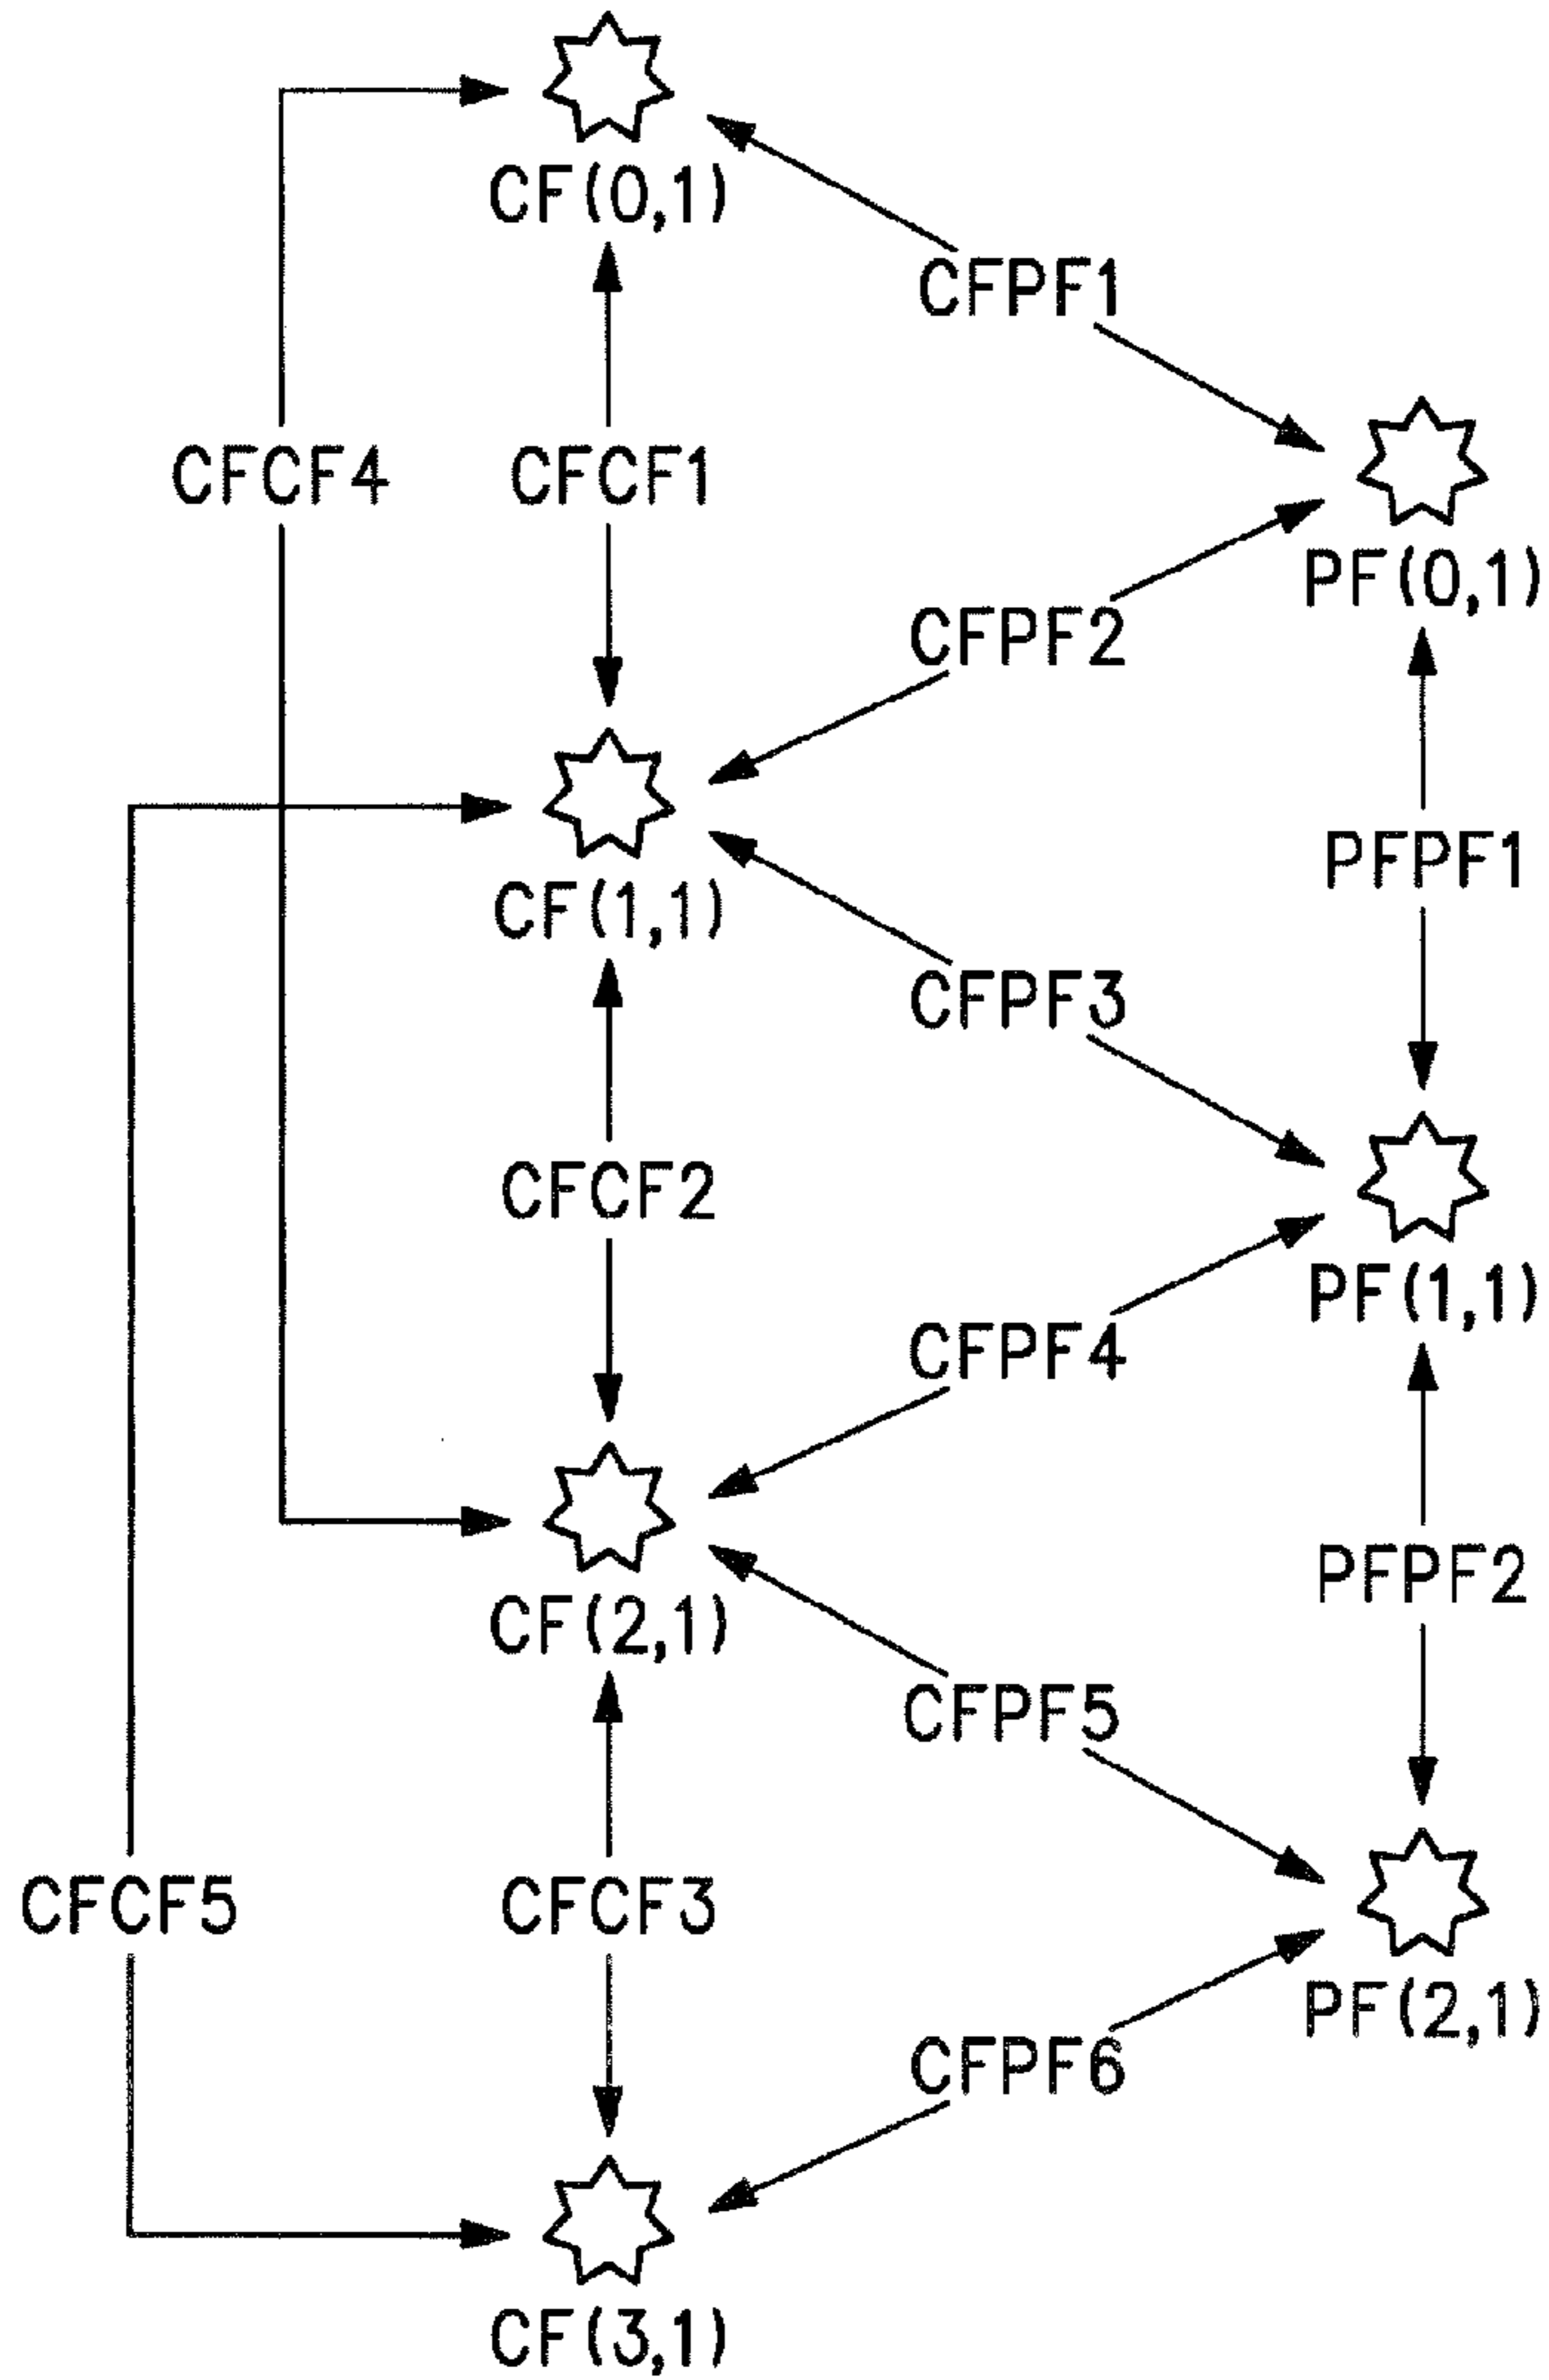 CF(0,1)
CFPF1
CFCF4
CFCF1
PF(0,1)
CFPF2
PFPF1
CF(1,1)
CFPF3
CFCF2
PF(1,1)
CFPF4
PFPF2
CF(2,1)
CFPF5
CFCF5
CFCF3
PF(2,1)
CFPF6
CF(3,1)